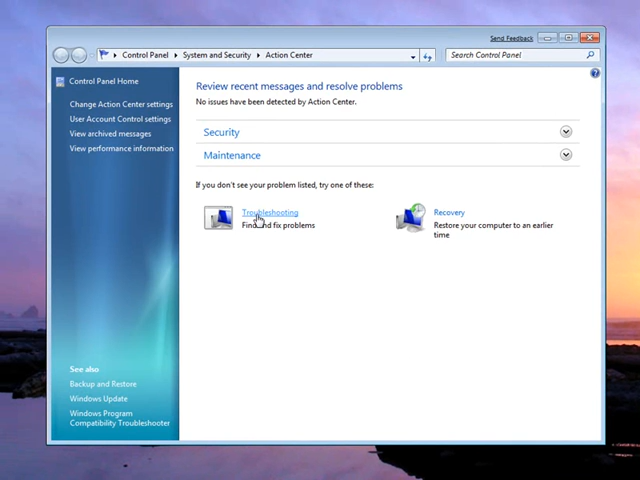 Send Feedback
Control Panel
System and Security
Action Center
Search Control Panel
Control Panel Home
Change Action Center settings
User Account Control settings
View archived messages
View performance information
Review recent messages and resolve problems
No issues have been detected by Action Center.
Security
Maintenance
If you don't see your problem listed, try one of these:
Troubleshooting
Find and fix problems
Recovery
Restore your computer to an earlier
time
See also
Backup and Restore
Windows Update
Windows Program
Compatibility Troubleshooter